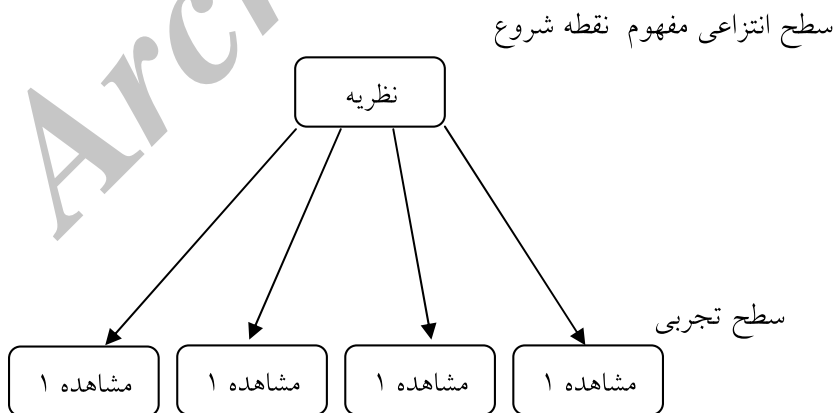 سطح انتزاعی مفهوم نقطه شروع
نظریه
سطح تجربی
مشاهده ۱
مشاهده ۱
مشاهده ۱
مشاهده ۱